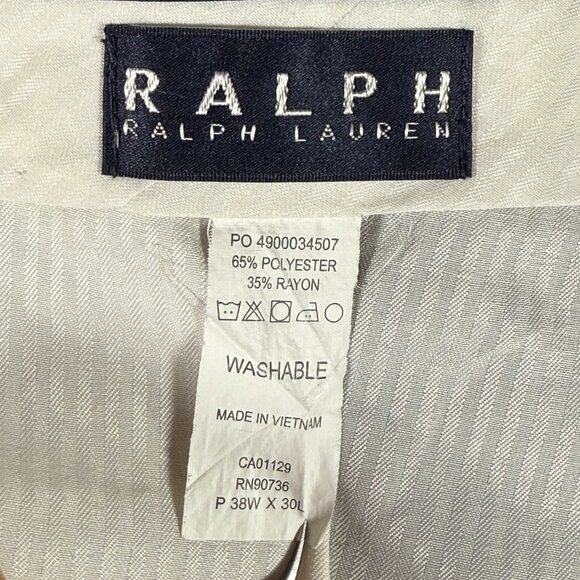 RALPH
RALPH LAUREN
PO 4900034507
65% POLYESTER
35% RAYON
WASHABLE
MADE IN VIETNAM
CA01129
RN90736
P 38W X 30L